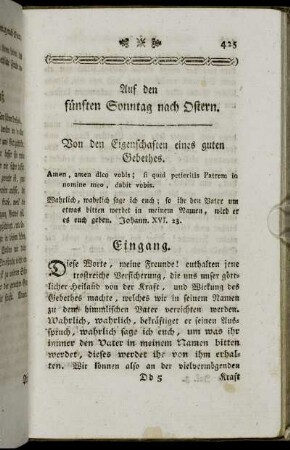 425
Auf den
fünften Sonntag nach Ostern.
Von den Eigenschaften eines guten
Gebethes.
Amen, amen dico vobis; si quid petieritis Patrem in
nomine meo, dabit vobis.
Wahrlich, wahrlich sage ich euch; so ihr den Vater um
etwas bitten werdet in meinem Namen, wird er
es euch geben. Johann. XVI. 23.
Eingang.
Diese Worte, meine Freunde! enthalten jene
trostreiche Versicherung, die uns unser gött-
licher Heiland von der Kraft, und Wirkung des
Gebethes machte, welches wir in seinem Namen
zu dem himmlischen Vater verrichten werden.
Wahrlich, wahrlich, bekräftiget er seinen Aus-
spruch, wahrlich sage ich euch, um was ihr
immer den Vater in meinem Namen bitten
werdet, dieses werdet ihr von ihm erhal-
ten. Wir können also an der vielvermögenden
Dd 5 Kraft